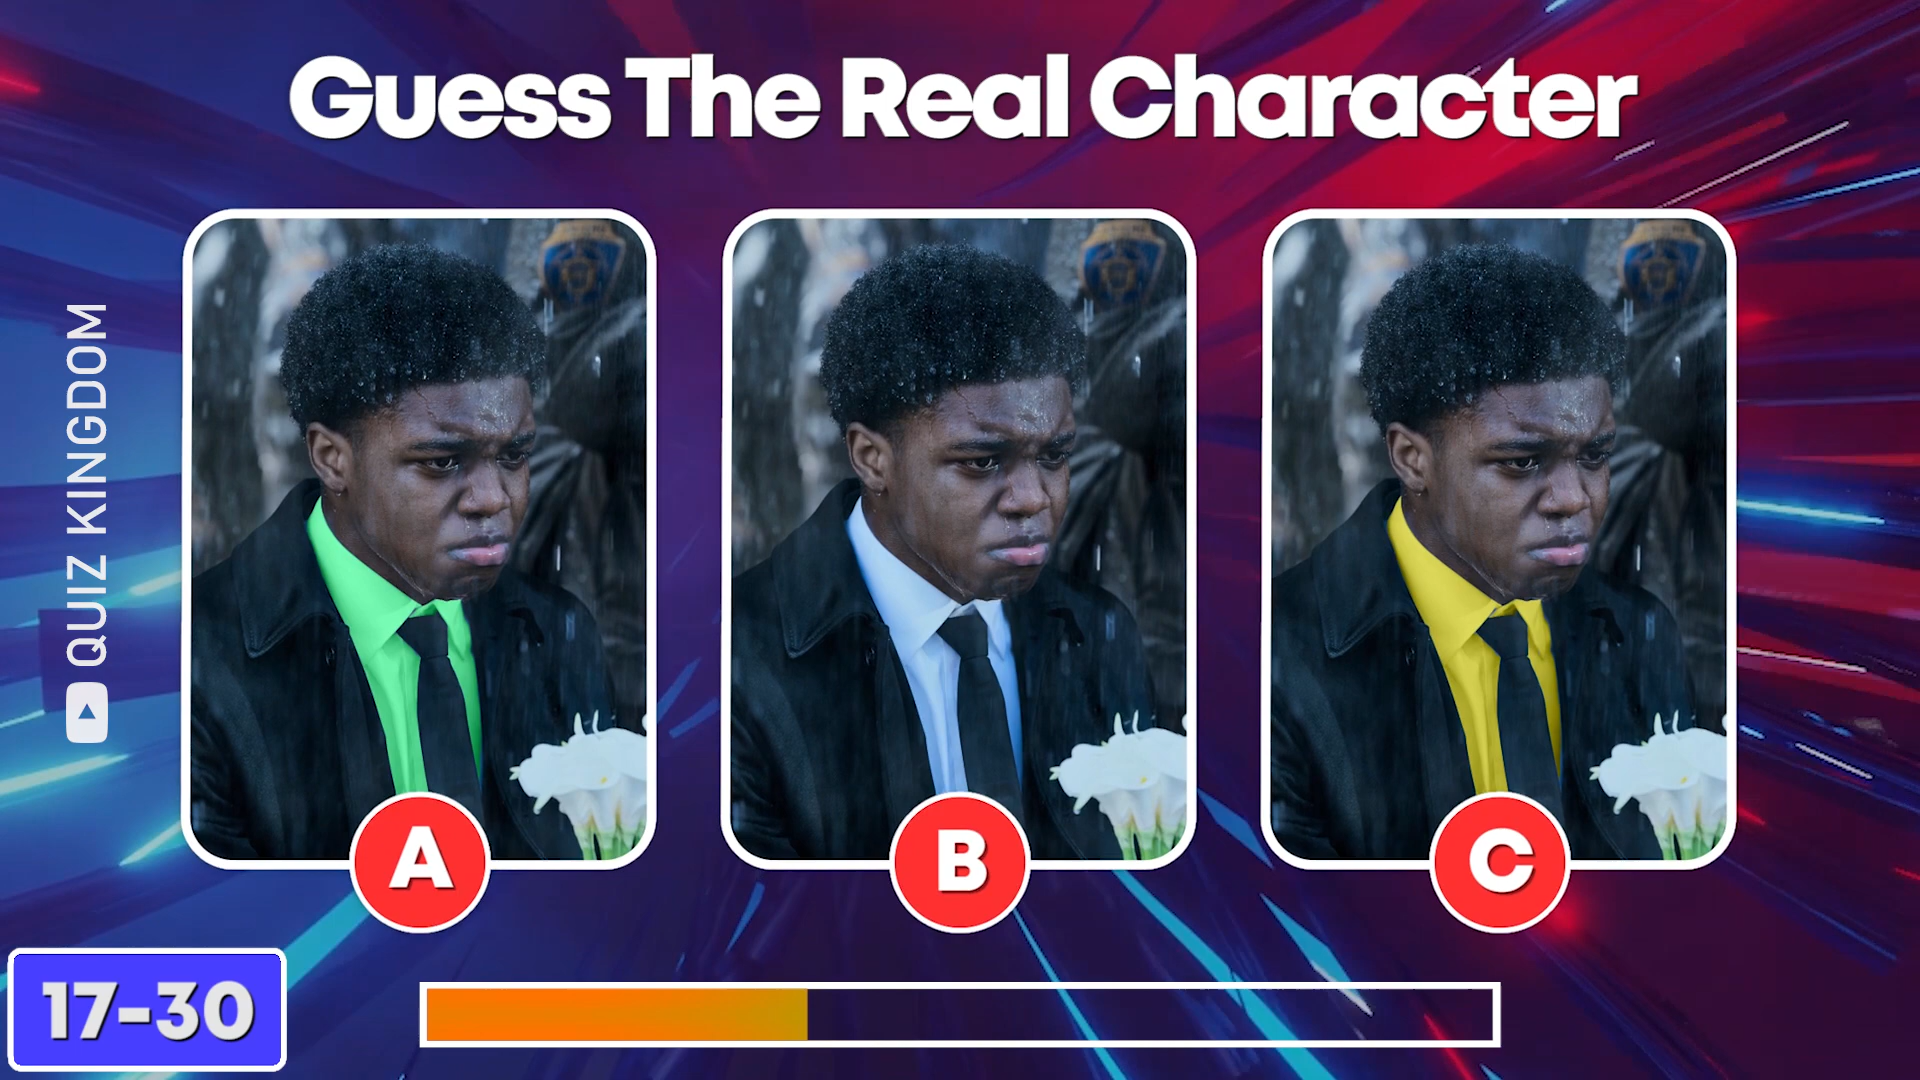 Guess The Real Character
QUIZ KINGDOM
A
B
C
17-30